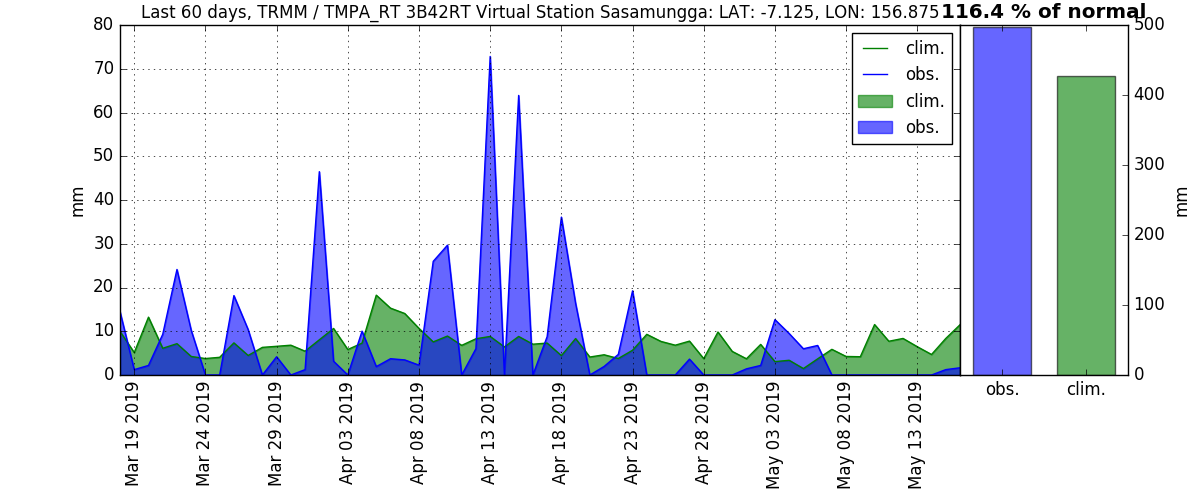 Last 60 days, TRMM / TMPA_RT 3B42RT Virtual Station Sasamungga: LAT: -7.125, LON: 156.875
116.4 % of normal
80
70
60
50
40
30
20
10
0
mm
clim.
obs.
clim.
obs.
Mar 19 2019
Mar 24 2019
Mar 29 2019
Apr 03 2019
Apr 08 2019
Apr 13 2019
Apr 18 2019
Apr 23 2019
Apr 28 2019
May 03 2019
May 08 2019
May 13 2019
500
400
300
200
100
0
mm
obs.
clim.